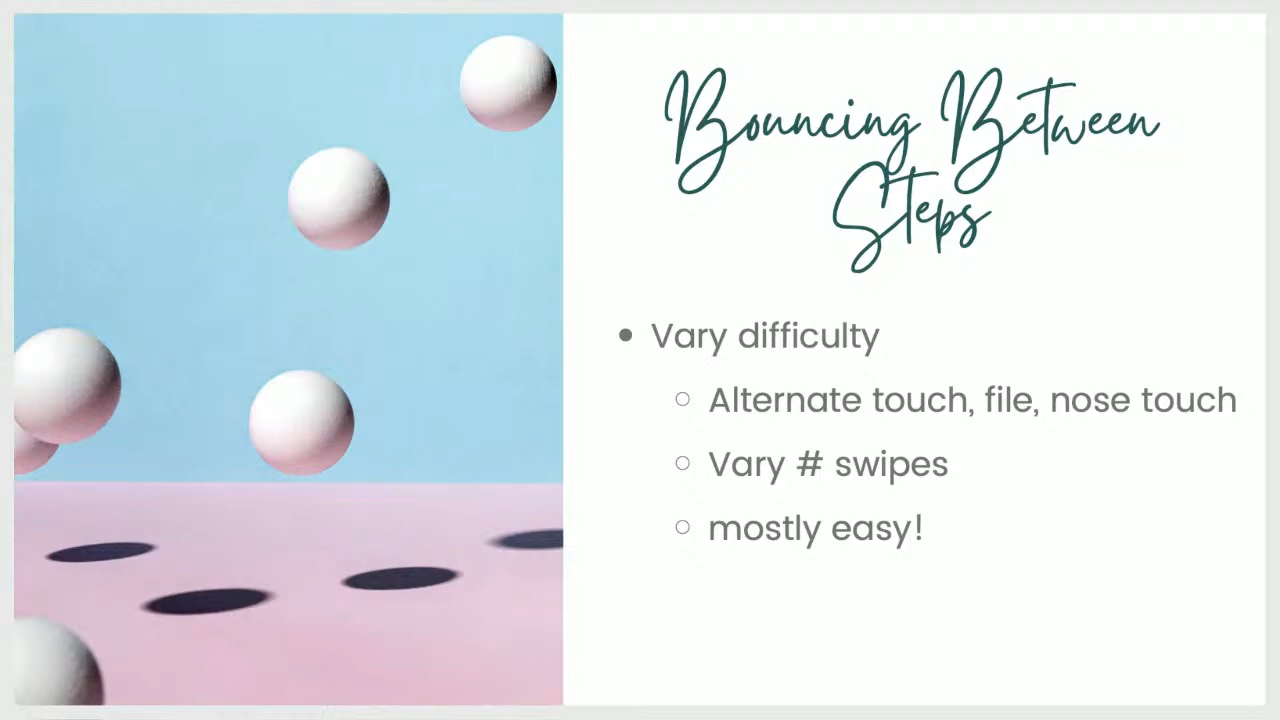 Bouncing Between
Steps
• Vary difficulty
○ Alternate touch, file, nose touch
○ Vary # swipes
○ mostly easy!